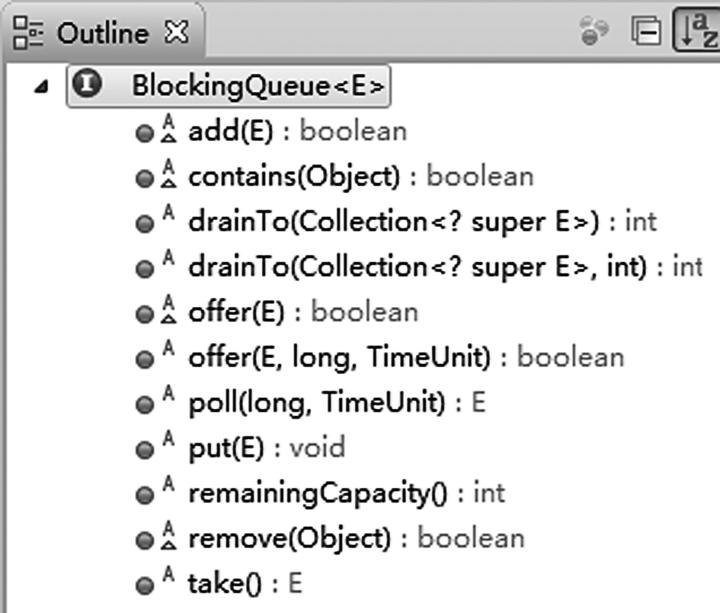 Outline
BlockingQueue<E>
add(E) : boolean
contains(Object) : boolean
drainTo(Collection<? super E>) : int
drainTo(Collection<? super E>, int) : int
offer(E) : boolean
offer(E, long, TimeUnit) : boolean
poll(long, TimeUnit) : E
put(E) : void
remainingCapacity() : int
remove(Object) : boolean
take() : E